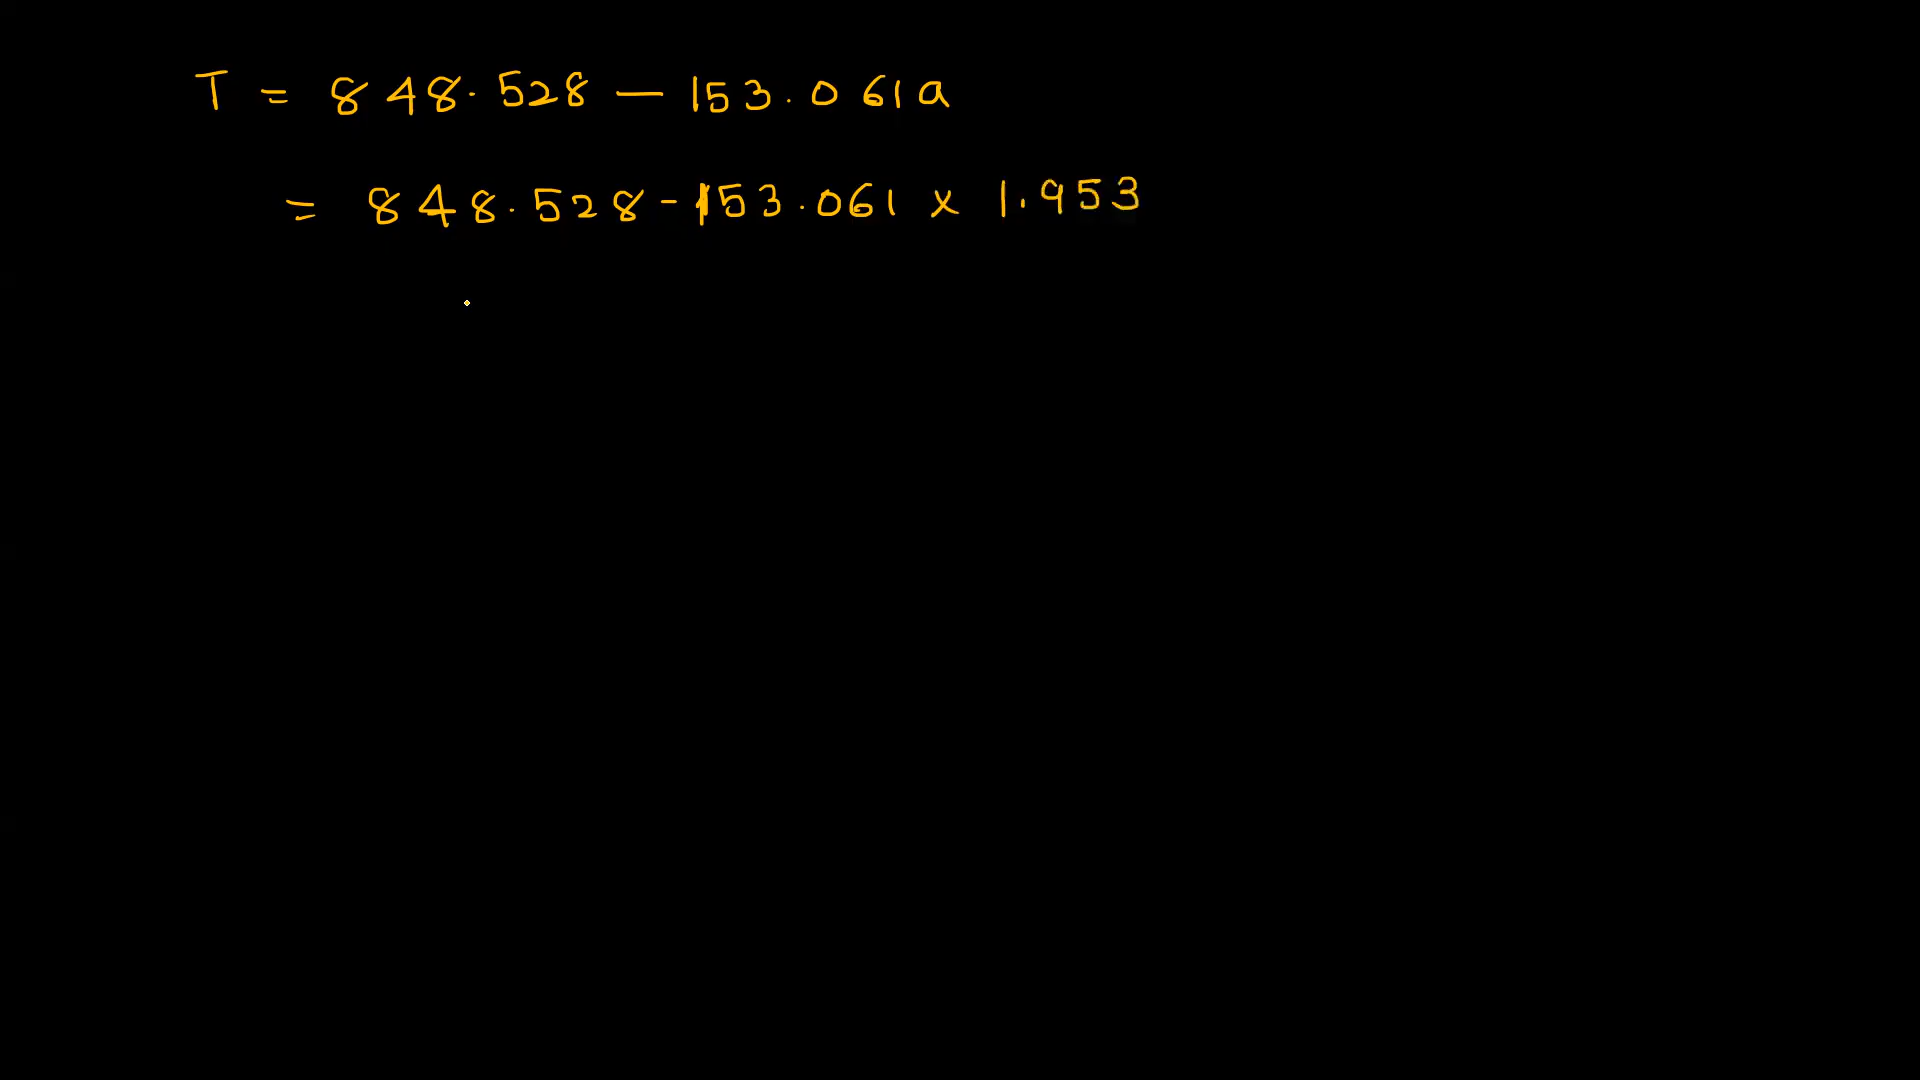 T = 848.528 — 153.061a
= 848.528 - 153.061 x 1.953